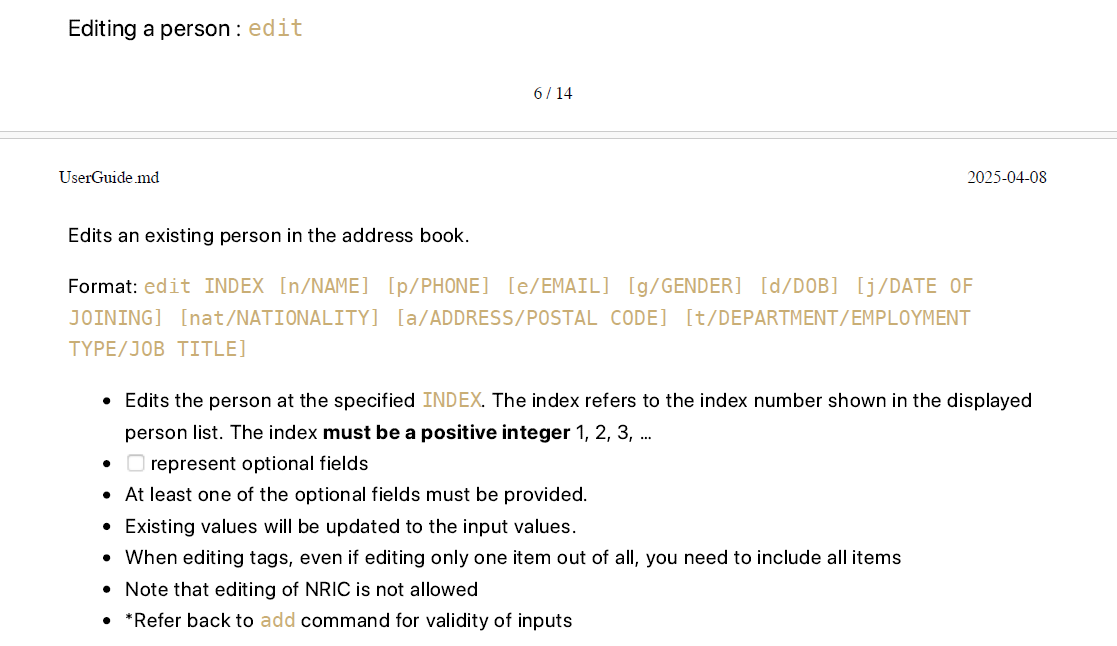 Editing a person : edit
6 / 14
UserGuide.md 2025-04-08
Edits an existing person in the address book.
Format: edit INDEX [n/NAME] [p/PHONE] [e/EMAIL] [g/GENDER] [d/DOB] [j/DATE OF
JOINING] [nat/NATIONALITY] [a/ADDRESS/POSTAL CODE] [t/DEPARTMENT/EMPLOYMENT
TYPE/JOB TITLE]
• Edits the person at the specified INDEX. The index refers to the index number shown in the displayed
person list. The index must be a positive integer 1, 2, 3, …
• ☐ represent optional fields
• At least one of the optional fields must be provided.
• Existing values will be updated to the input values.
• When editing tags, even if editing only one item out of all, you need to include all items
• Note that editing of NRIC is not allowed
• *Refer back to add command for validity of inputs